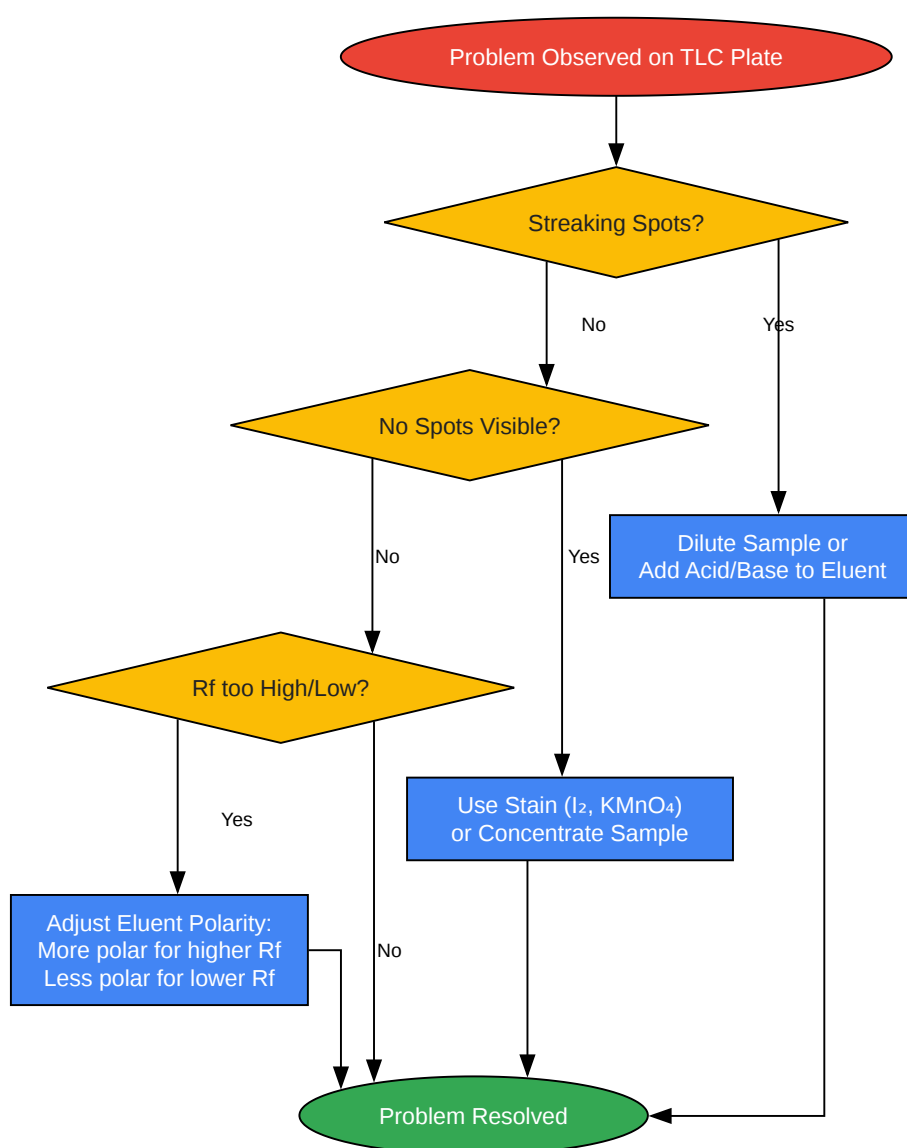 Problem Observed on TLC Plate
Streaking Spots?
No
Yes
No Spots Visible?
Dilute Sample or
Add Acid/Base to Eluent
No
Yes
Rf too High/Low?
Use Stain (I₂, KMnO₄)
or Concentrate Sample
Yes
Adjust Eluent Polarity:
More polar for higher Rf
Less polar for lower Rf
No
Problem Resolved